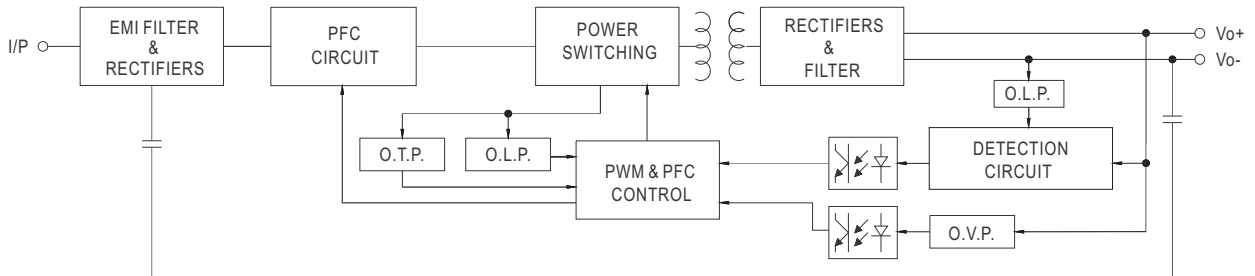 I/P
EMI FILTER
&
RECTIFIERS
PFC
CIRCUIT
POWER
SWITCHING
RECTIFIERS
&
FILTER
Vo+
Vo-
O.L.P.
O.T.P.
O.L.P.
PWM & PFC
CONTROL
DETECTION
CIRCUIT
O.V.P.